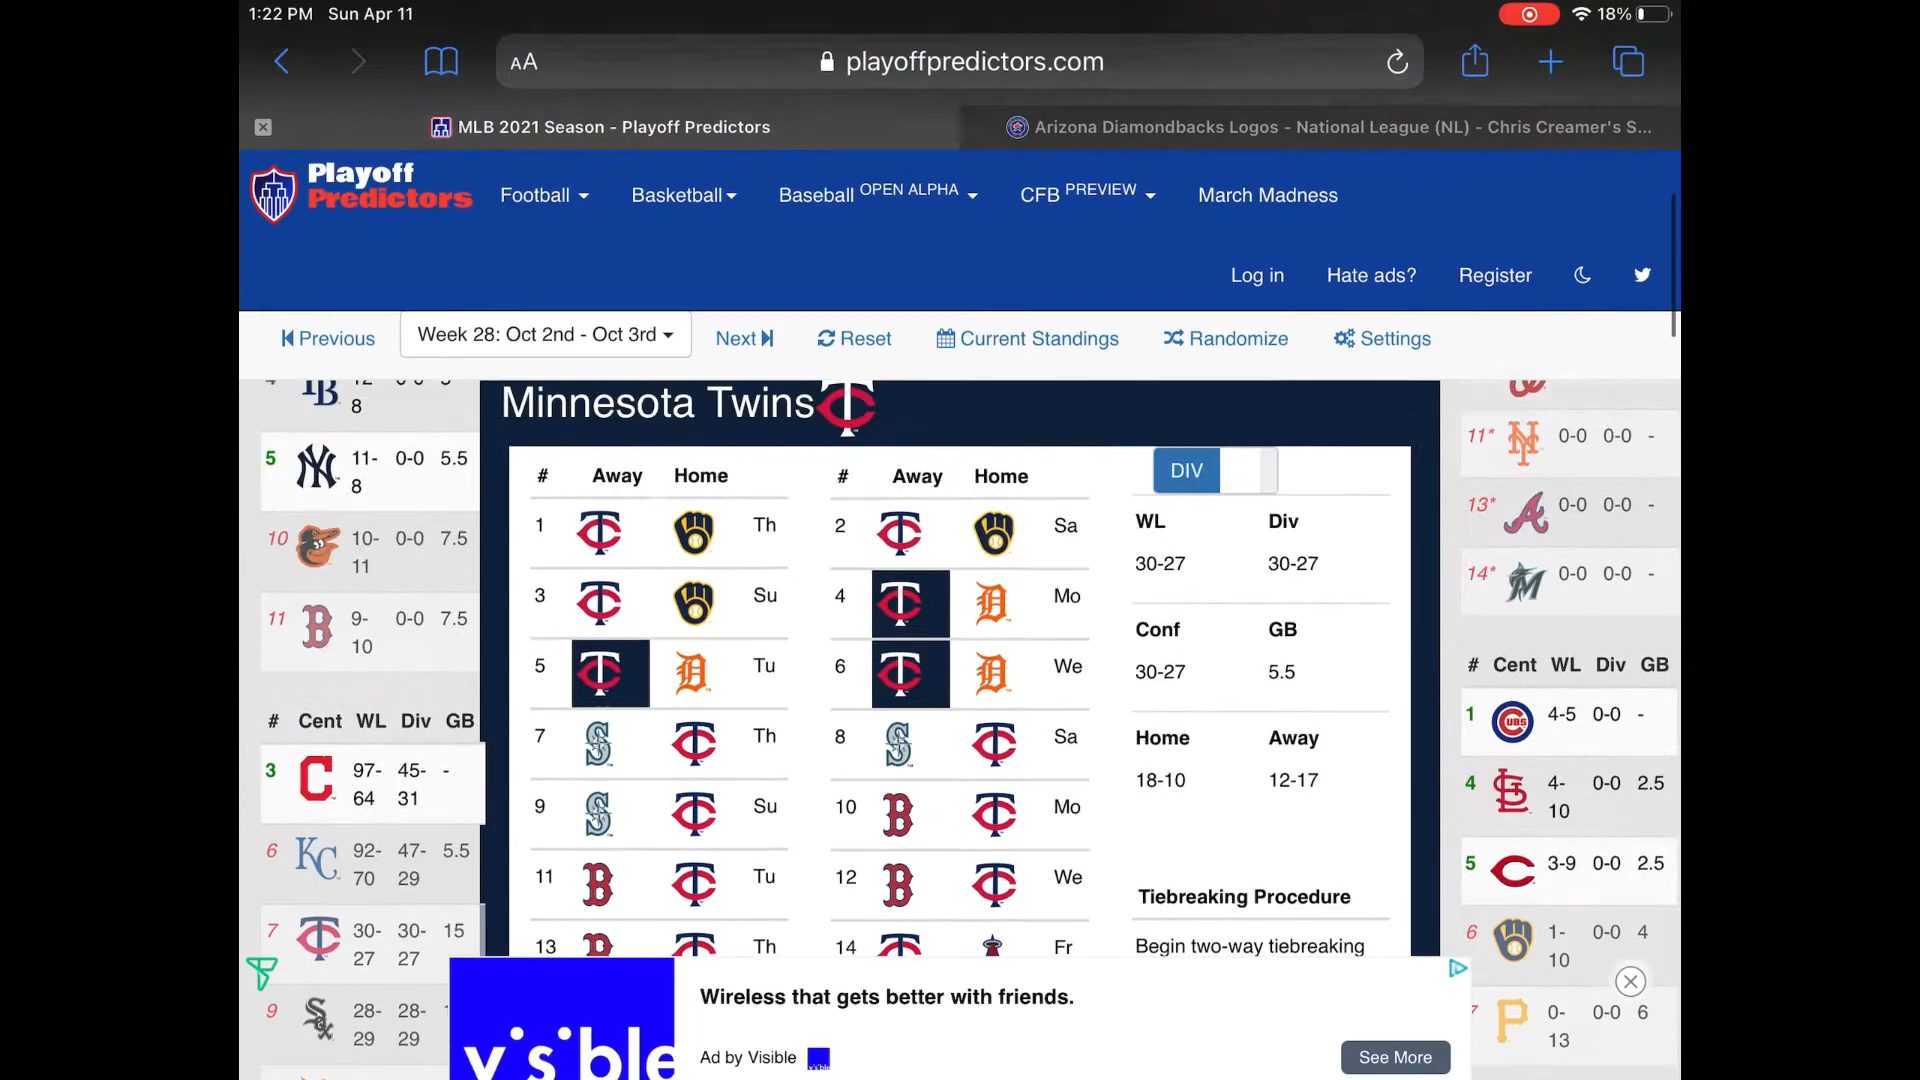 1:22 PM Sun Apr 11
18%
AA
playoffpredictors.com
MLB 2021 Season - Playoff Predictors
Arizona Diamondbacks Logos - National League (NL) - Chris Creamer's S...
Playoff
Predictors
Football
Basketball
Baseball OPEN ALPHA
CFB PREVIEW
March Madness
Log in
Hate ads?
Register
Previous
Week 28: Oct 2nd - Oct 3rd
Next
Reset
Current Standings
Randomize
Settings
8
5 11-8 0-0 5.5
10 10-11 0-0 7.5
11 9-10 0-0 7.5
# Cent WL Div GB
3 97-64 45-31 -
6 92-70 47-29 5.5
7 30-27 30-27 15
9 28-29 28-29
Minnesota Twins
# Away Home
# Away Home
1 Th
2 Sa
3 Su
4 Mo
5 Tu
6 We
7 Th
8 Sa
9 Su
10 Mo
11 Tu
12 We
13 Th
14 Fr
DIV
WL Div
30-27 30-27
Conf GB
30-27 5.5
Home Away
18-10 12-17
Tiebreaking Procedure
Begin two-way tiebreaking
11* 0-0 0-0 -
13* 0-0 0-0 -
14* 0-0 0-0 -
# Cent WL Div GB
1 CUBS 4-5 0-0 -
4 4-10 0-0 2.5
5 3-9 0-0 2.5
6 1-10 0-0 4
7 0-13 0-0 6
visible
Wireless that gets better with friends.
Ad by Visible
See More